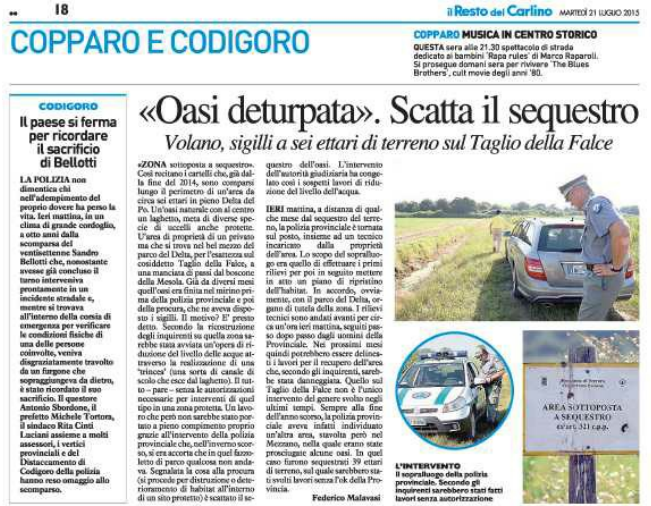 18
il Resto del Carlino MARTEDÌ 21 LUGLIO 2015
COPPARO E CODIGORO
COPPARO MUSICA IN CENTRO STORICO
QUESTA sera alle 21.30 spettacolo di strada
dedicato ai bambini 'Rapa rules' di Marco Raparoli.
Si prosegue domani sera per rivivere 'The Blues
Brothers', cult movie degli anni '80.
CODIGORO
Il paese si ferma
per ricordare
il sacrificio
di Bellotti
LA POLIZIA non
dimentica chi
nell'adempimento del
proprio dovere ha perso la
vita. Ieri mattina, in un
clima di grande cordoglio,
a otto anni dalla
scomparsa del
ventisettenne Sandro
Bellotti che, nonostante
avesse già concluso il
turno interveniva
prontamente in un
incidente stradale e,
mentre si trovava
all'interno della corsia di
emergenza per verificare
le condizioni fisiche di
una delle persone
coinvolte, veniva
disgraziatamente travolto
da un furgone che
sopraggiungeva da dietro,
è stato ricordato il suo
sacrificio. Il questore
Antonio Sbordone, il
prefetto Michele Tortora,
il sindaco Rita Cinti
Luciani assieme a molti
assessori, i vertici
provinciali e del
Distaccamento di
Codigoro della polizia
hanno reso omaggio allo
scomparso.
«Oasi deturpata». Scatta il sequestro
Volano, sigilli a sei ettari di terreno sul Taglio della Falce
«ZONA sottoposta a sequestro».
Così recitano i cartelli che, già dal-
la fine del 2014, sono comparsi
lungo il perimetro di un'area da
circa sei ettari in pieno Delta del
Po. Un'oasi naturale con al centro
un laghetto, meta di diverse spe-
cie di uccelli anche protette.
U'area di proprietà di un privato
ma che si trova nel bel mezzo del
parco del Delta, per l'esattezza sul
cosiddetto Taglio della Falce, a
una manciata di passi dal boscone
della Mesola. Già da diversi mesi
quell'oasi era finita nel mirino pri-
ma della polizia provinciale e poi
della procura, che ne aveva dispo-
sto i sigilli. Il motivo? E' presto
detto. Secondo la ricostruzione
degli inquirenti su quella zona sa-
rebbe stata avviata un'opera di ri-
duzione del livello delle acque at-
traverso la realizzazione di una
'trincea' (una sorta di canale di
scolo che esce dal laghetto). Il tut-
to – pare – senza le autorizzazioni
necessarie per interventi di quel
tipo in una zona protetta. Un lavo-
ro che però non sarebbe stato por-
tato a pieno compimento proprio
grazie all'intervento della polizia
provinciale che, nell'inverno scor-
so, si era accorta che in quel fazzo-
letto di parco qualcosa non anda-
va. Segnalata la cosa alla procura
(si procede per distruzione o dete-
rioramento di habitat all'interno
di un sito protetto) è scattato il se-
questro dell'oasi. L'intervento
dell'autorità giudiziaria ha conge-
lato così i sospetti lavori di ridu-
zione del livello dell'acqua.
IERI mattina, a distanza di qual-
che mese dal sequestro del terre-
no, la polizia provinciale è tornata
sul posto, insieme ad un tecnico
incaricato dalla proprietà
dell'area. Lo scopo del sopralluo-
go era quello di effettuare i primi
rilievi per poi in seguito mettere
in atto un piano di ripristino
dell'habitat. In accordo, ovvia-
mente, con il parco del Delta, or-
gano di tutela della zona. I rilievi
tecnici sono andati avanti per cir-
ca un'ora ieri mattina, seguiti pas-
so dopo passo dagli uomini della
Provinciale. Nei prossimi mesi
quindi potrebbero essere delinea-
ti i lavori per il recupero dell'area
che, secondo gli inquirenti, sareb-
be stata danneggiata. Quello sul
Taglio della Falce non è l'unico
intervento del genere svolto negli
ultimi tempi. Sempre alla fine
dell'anno scorso, la polizia provin-
ciale aveva infatti individuato
un'altra area, stavolta però nel
Mezzano, nella quale erano state
prosciugate alcune oasi. In quel
caso furono sequestrati 39 ettari
di terreno, sul quale sarebbero sta-
ti svolti lavori senza l'ok della Pro-
vincia.
Federico Malavasi
L'INTERVENTO
Il sopralluogo della polizia
provinciale. Secondo gli
inquirenti sarebbero stati fatti
lavori senza autorizzazione
AREA SOTTOPOSTA
A SEQUESTRO
ex art. 321 c.p.p.